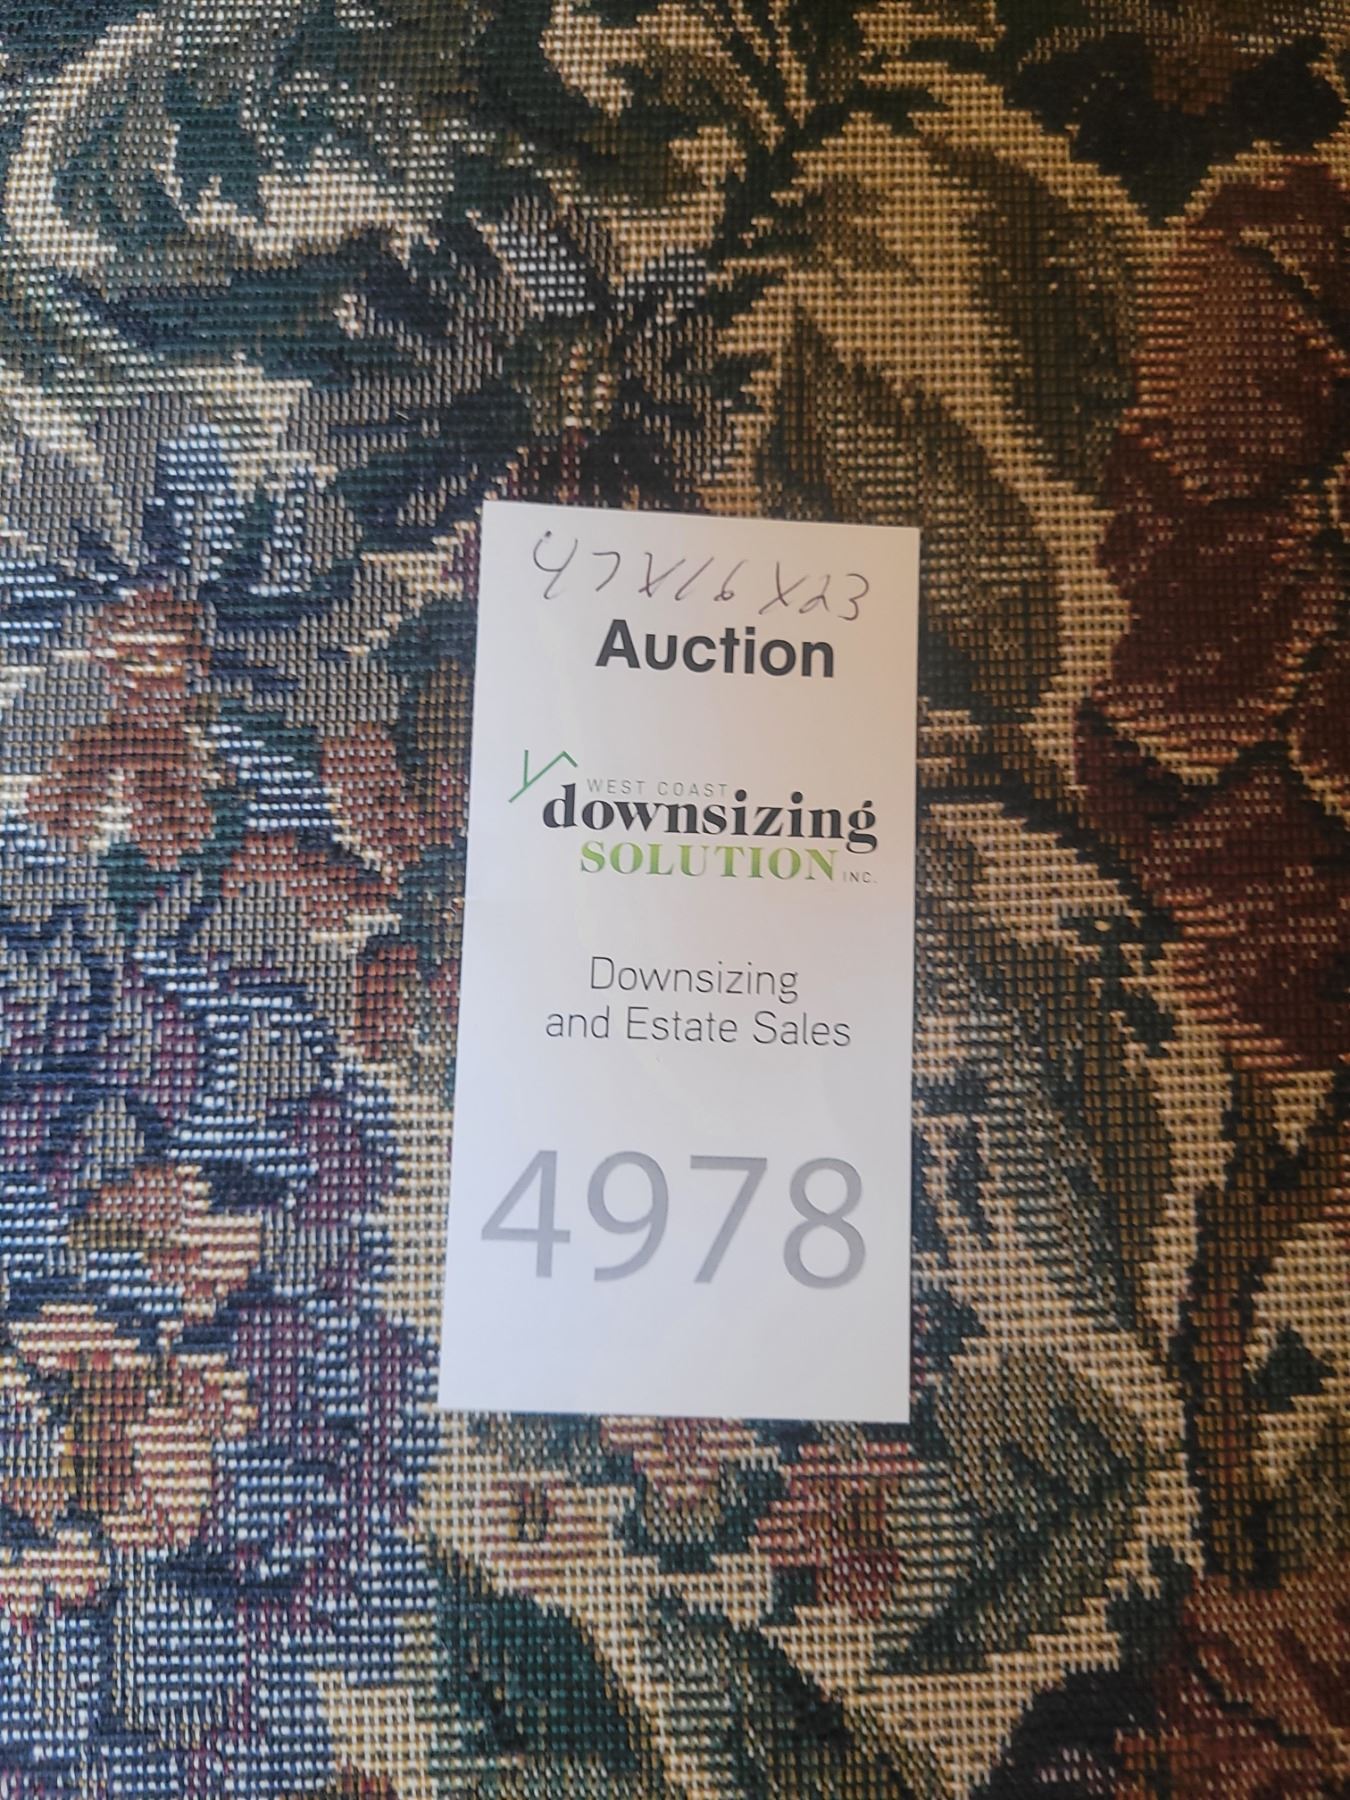 47X16X23
Auction
WEST COAST
downsizing
SOLUTION INC.
Downsizing
and Estate Sales
4978